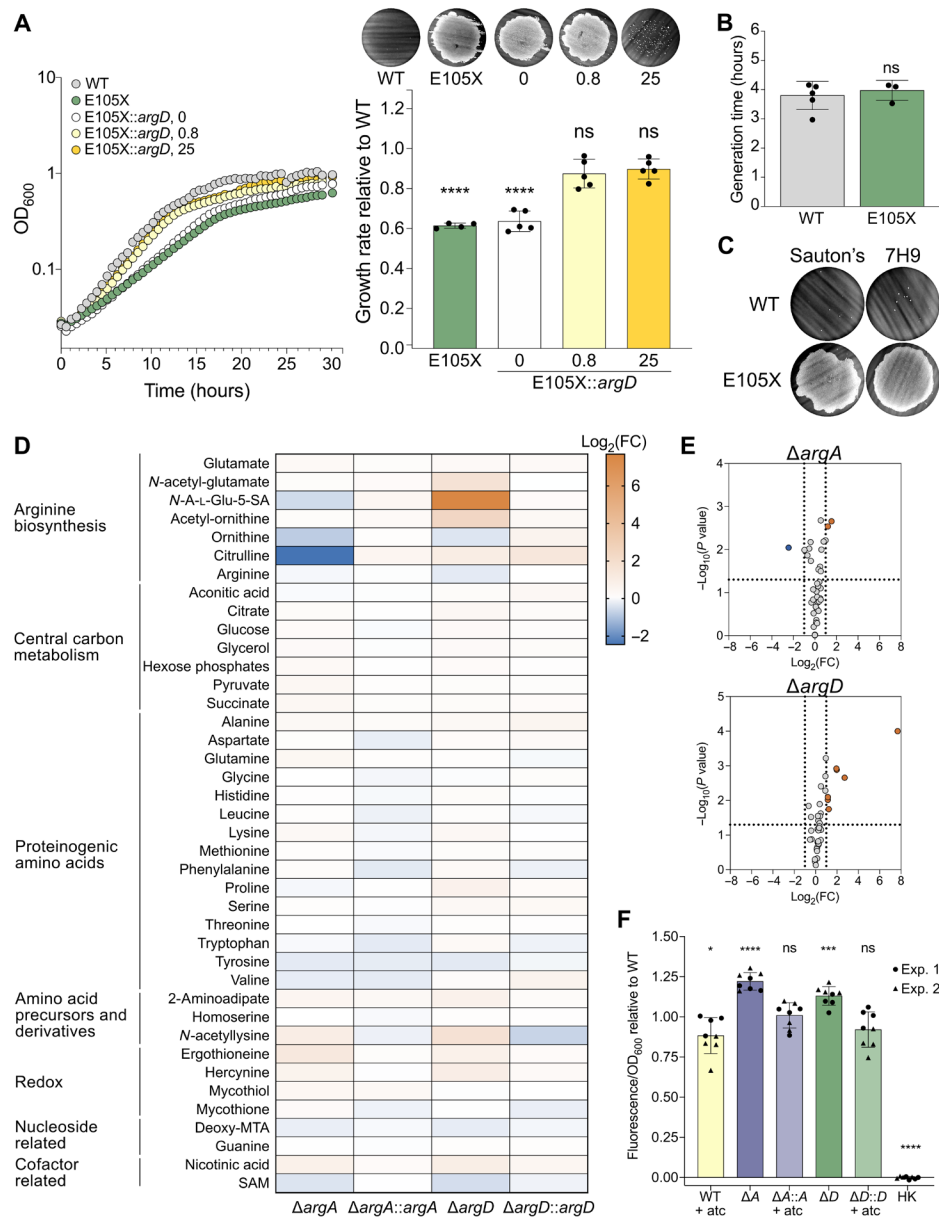 A
WT E105X 0 0.8 25
WT
E105X
E105X::argD, 0
E105X::argD, 0.8
E105X::argD, 25
OD600
10
1
0.1
0 5 10 15 20 25 30
Time (hours)
Growth rate relative to WT
1.2
1.0
0.8
0.6
0.4
0.2
0.0
**** **** ns ns
E105X 0 0.8 25
E105X::argD
B
Generation time (hours)
6
5
4
3
2
1
0
ns
WT E105X
C
Sauton's 7H9
WT
E105X
D
Log2(FC)
6
4
2
0
−2
Arginine
biosynthesis
Glutamate
N-acetyl-glutamate
N-A-L-Glu-5-SA
Acetyl-ornithine
Ornithine
Citrulline
Arginine
Central carbon
metabolism
Aconitic acid
Citrate
Glucose
Glycerol
Hexose phosphates
Pyruvate
Succinate
Proteinogenic
amino acids
Alanine
Aspartate
Glutamine
Glycine
Histidine
Leucine
Lysine
Methionine
Phenylalanine
Proline
Serine
Threonine
Tryptophan
Tyrosine
Valine
Amino acid
precursors and
derivatives
2-Aminoadipate
Homoserine
N-acetyllysine
Redox
Ergothioneine
Hercynine
Mycothiol
Mycothione
Nucleoside
related
Deoxy-MTA
Guanine
Cofactor
related
Nicotinic acid
SAM
ΔargA ΔargA::argA ΔargD ΔargD::argD
E
ΔargA
−Log10(P value)
4
3
2
1
0
−8 −6 −4 −2 0 2 4 6 8
Log2(FC)
ΔargD
−Log10(P value)
5
4
3
2
1
0
−8 −6 −4 −2 0 2 4 6 8
Log2(FC)
F
Fluorescence/OD600 relative to WT
1.50
1.25
1.00
0.75
0.50
0.25
0.00
* **** ns *** ns ****
Exp. 1
Exp. 2
WT + atc
ΔA
ΔA::A + atc
ΔD
ΔD::D + atc
HK